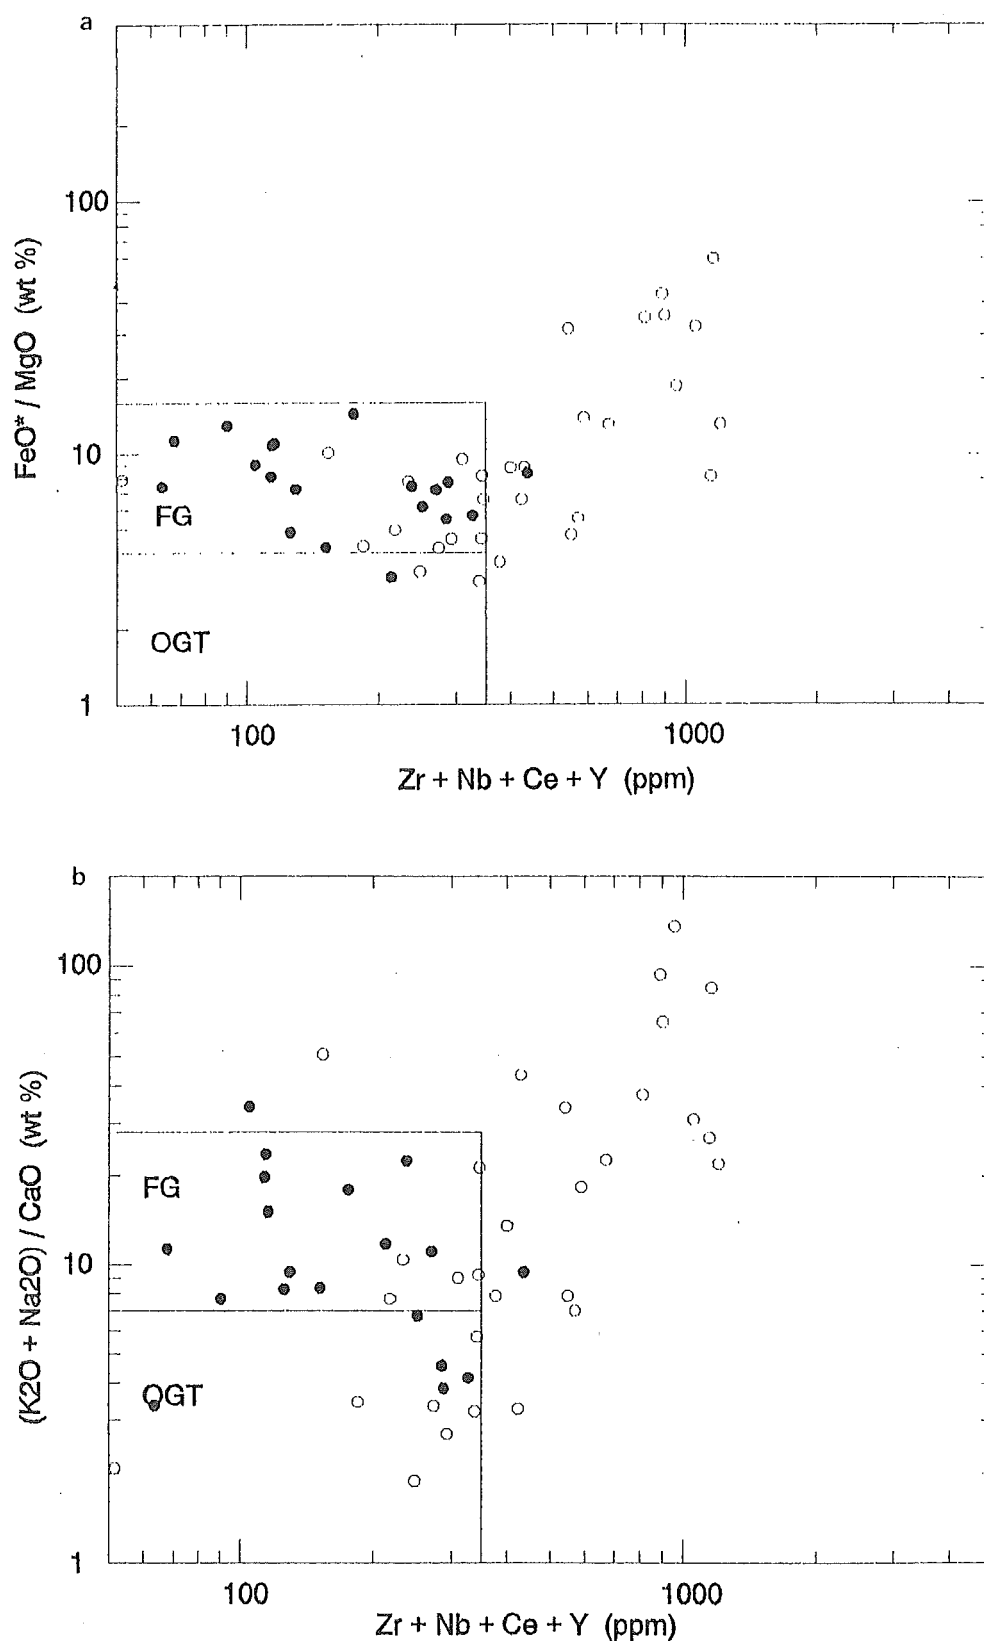 a
100
10
1
FeO* / MgO (wt %)
FG
OGT
100
1000
Zr + Nb + Ce + Y (ppm)
b
100
10
1
(K2O + Na2O) / CaO (wt %)
FG
OGT
100
1000
Zr + Nb + Ce + Y (ppm)